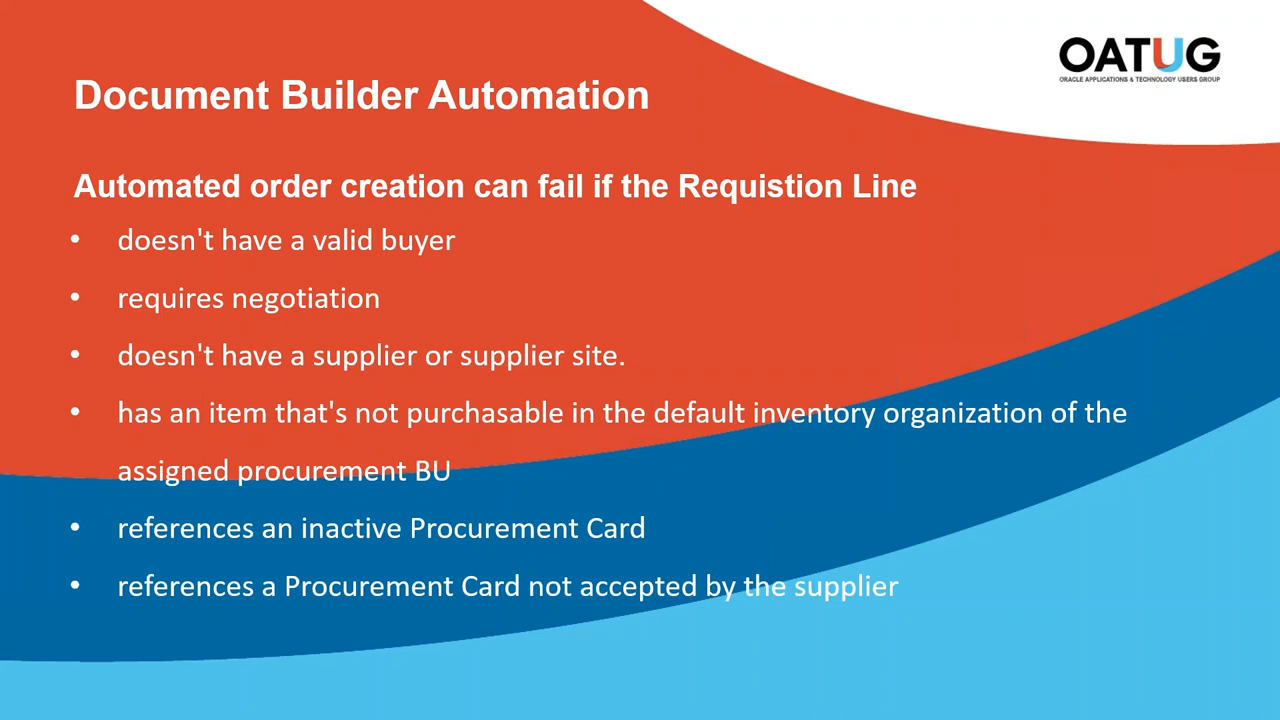 OATUG
ORACLE APPLICATIONS & TECHNOLOGY USERS GROUP
Document Builder Automation
Automated order creation can fail if the Requistion Line
• doesn't have a valid buyer
• requires negotiation
• doesn't have a supplier or supplier site.
• has an item that's not purchasable in the default inventory organization of the
assigned procurement BU
• references an inactive Procurement Card
• references a Procurement Card not accepted by the supplier